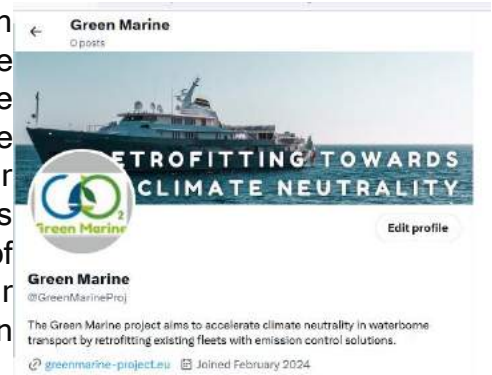 Green Marine
0 posts
ETROFITTING TOWARDS
CLIMATE NEUTRALITY
GO2
Green Marine
Edit profile
Green Marine
@GreenMarineProj
The Green Marine project aims to accelerate climate neutrality in waterborne
transport by retrofitting existing fleets with emission control solutions.
greenmarine-project.eu Joined February 2024